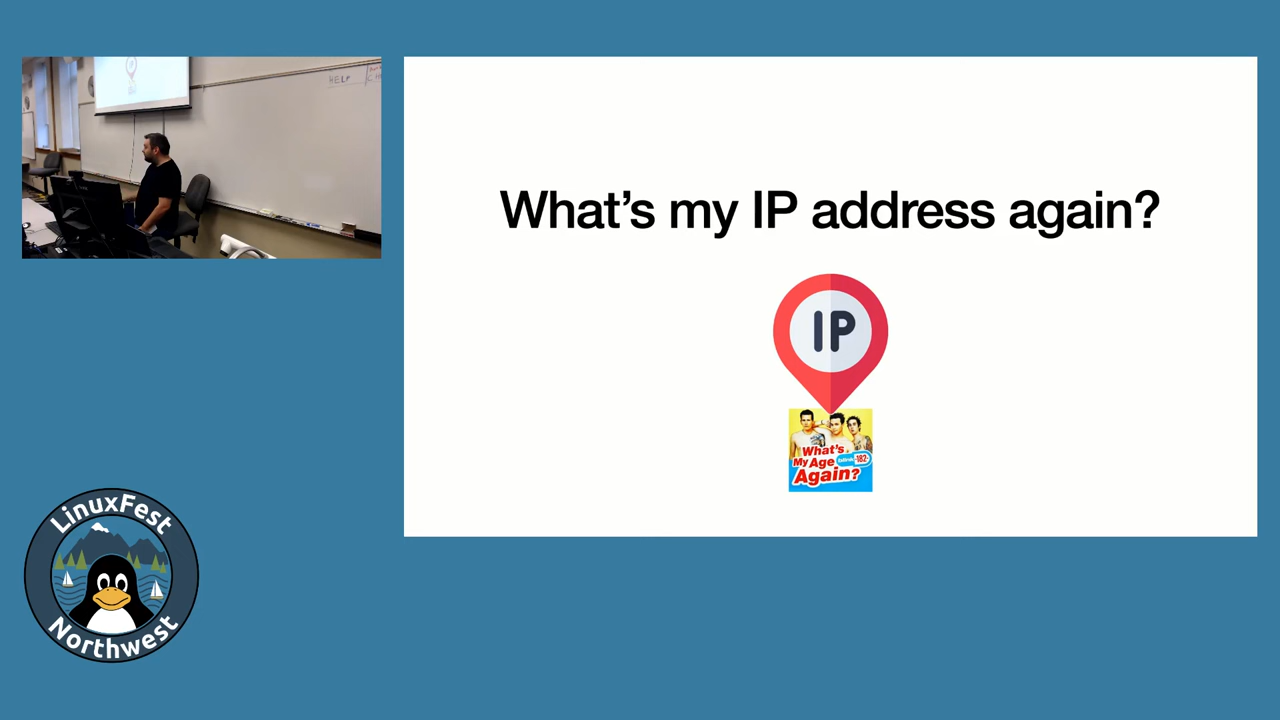 HELP
What's my IP address again?
IP
What's
My Age
blink-182
Again?
LinuxFest
Northwest